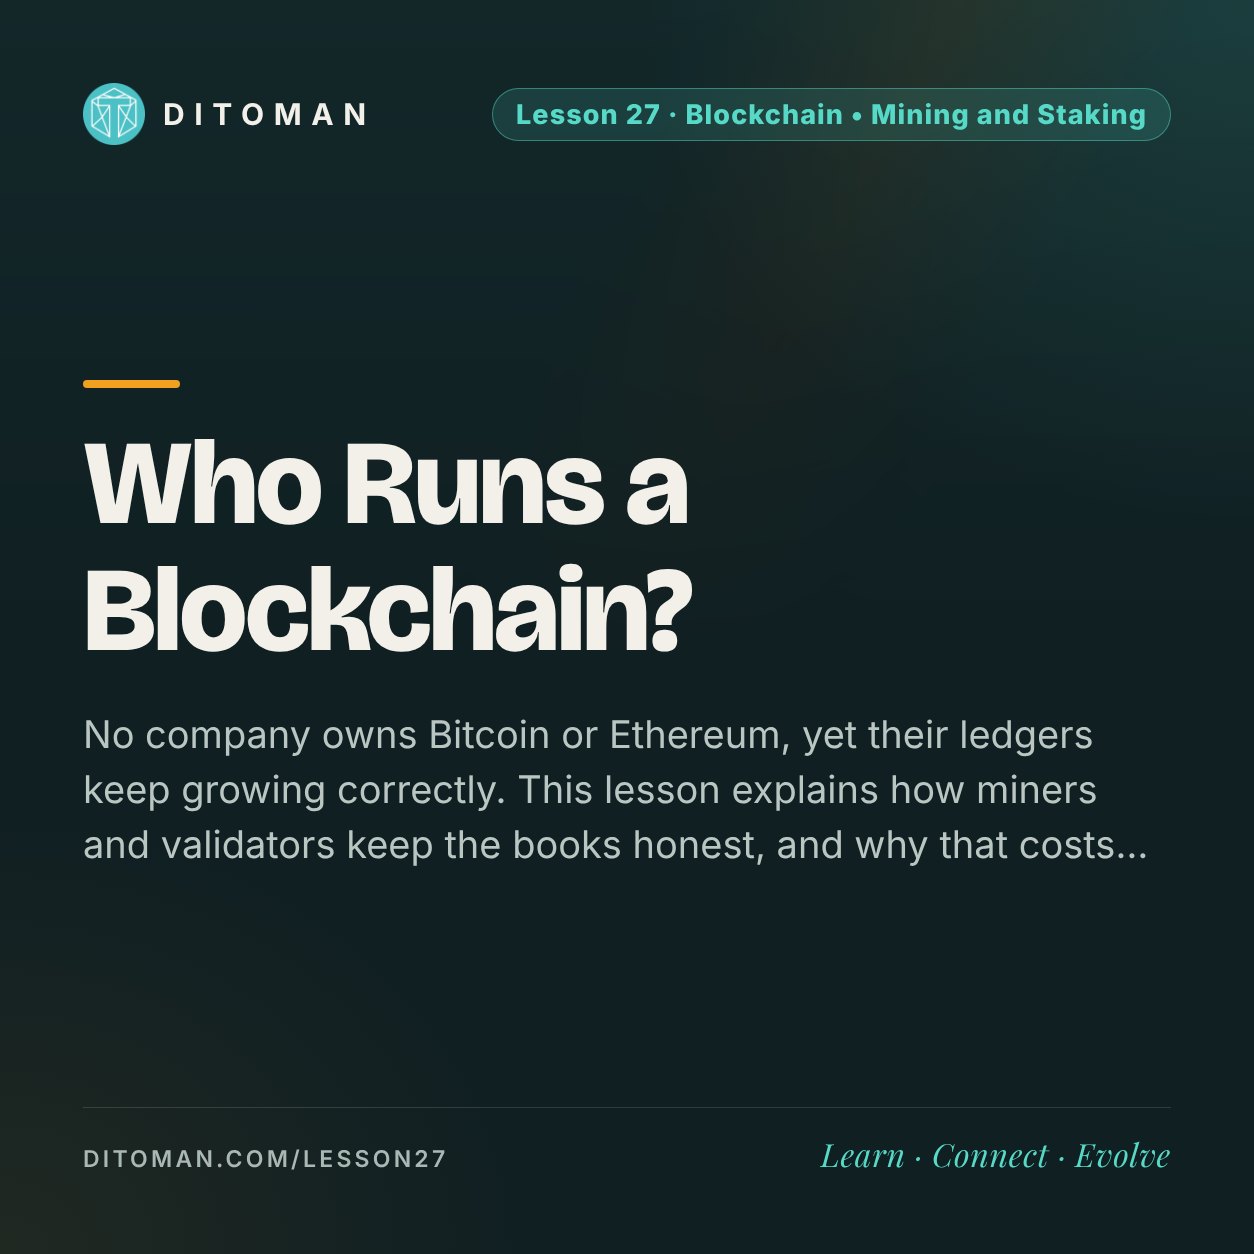 DITOMAN
Lesson 27 · Blockchain • Mining and Staking
Who Runs a
Blockchain?
No company owns Bitcoin or Ethereum, yet their ledgers
keep growing correctly. This lesson explains how miners
and validators keep the books honest, and why that costs…
DITOMAN.COM/LESSON27
Learn · Connect · Evolve